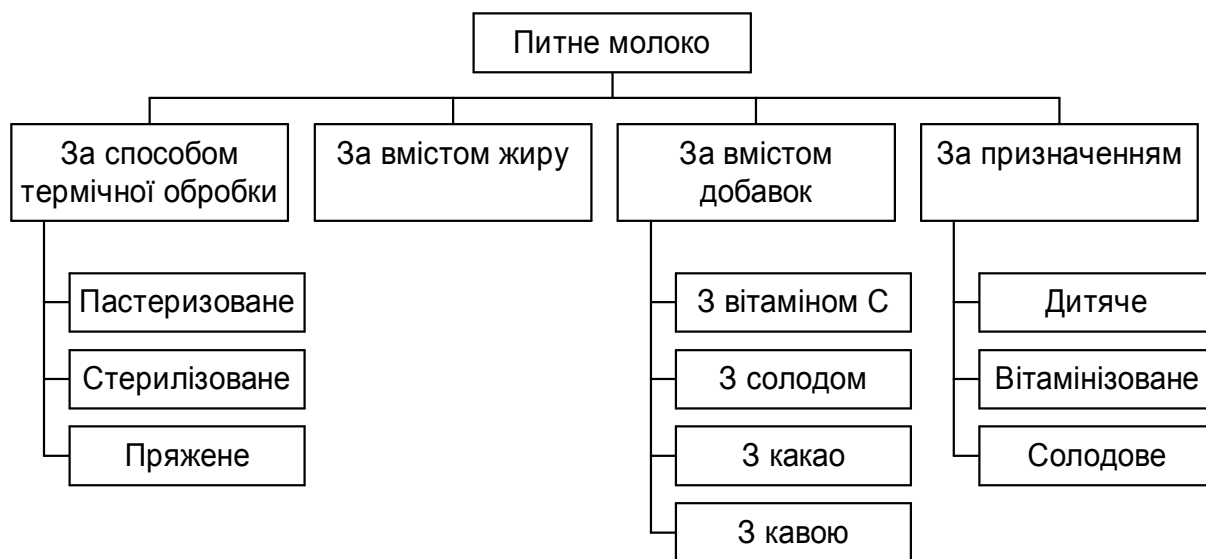 Питне молоко
За способом
термічної обробки
За вмістом жиру
За вмістом
добавок
За призначенням
Пастеризоване
Стерилізоване
Пряжене
З вітаміном С
З солодом
З какао
З кавою
Дитяче
Вітамінізоване
Солодове